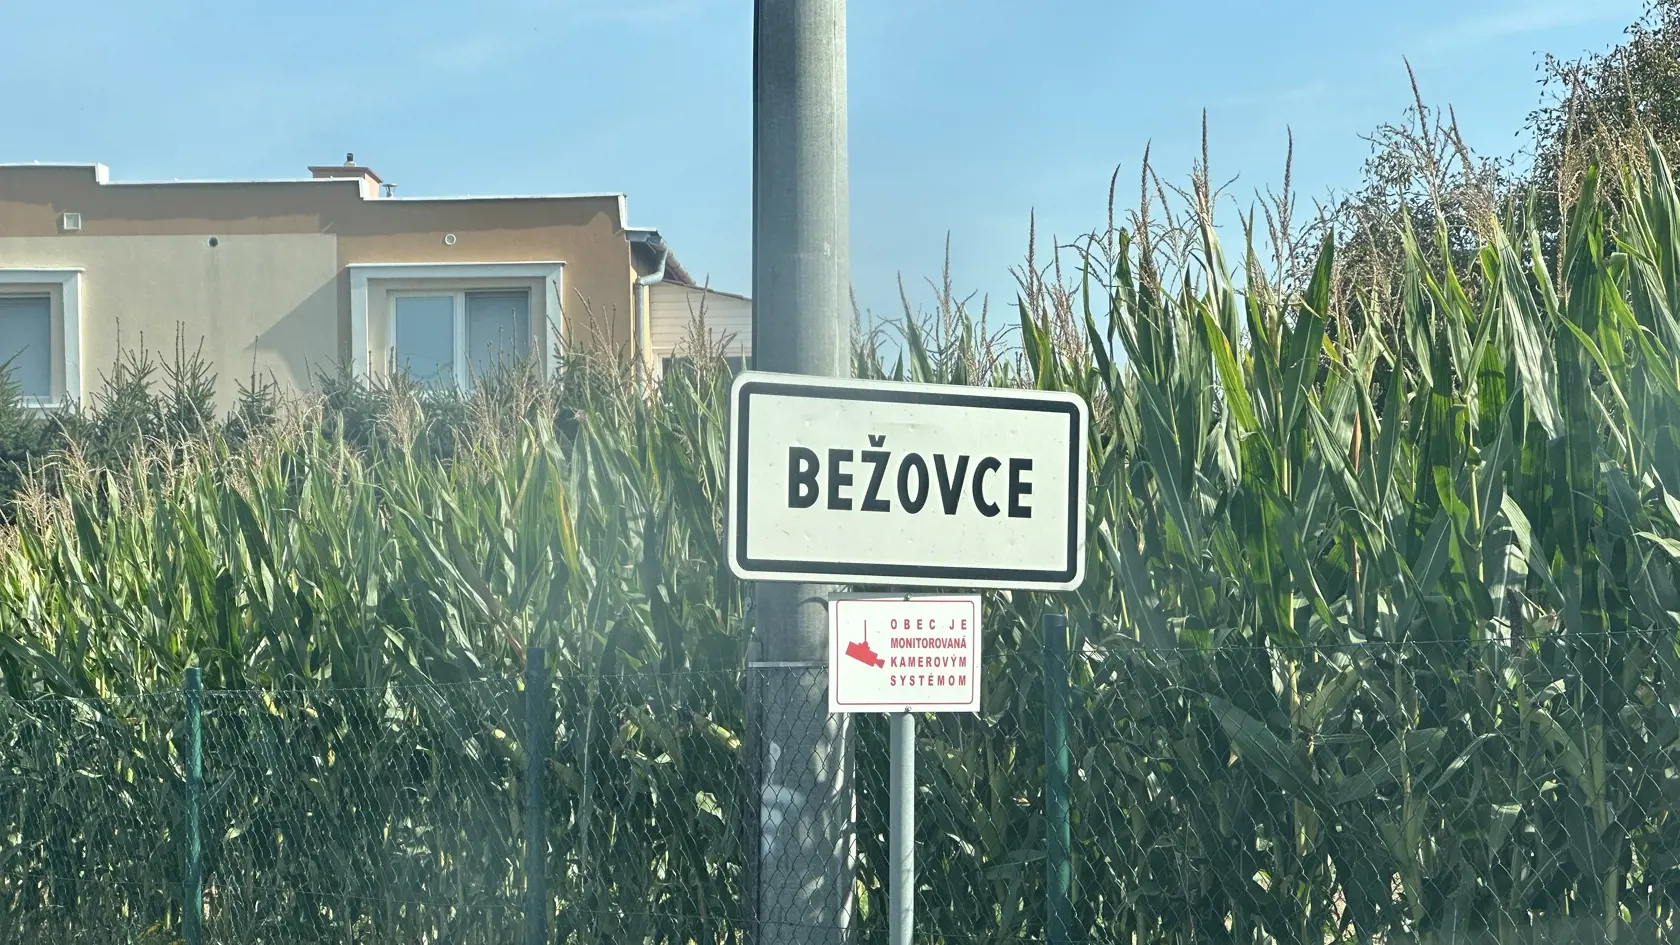 BEŽOVCE
OBEC JE
MONITOROVANÁ
KAMEROVÝM
SYSTÉMOM